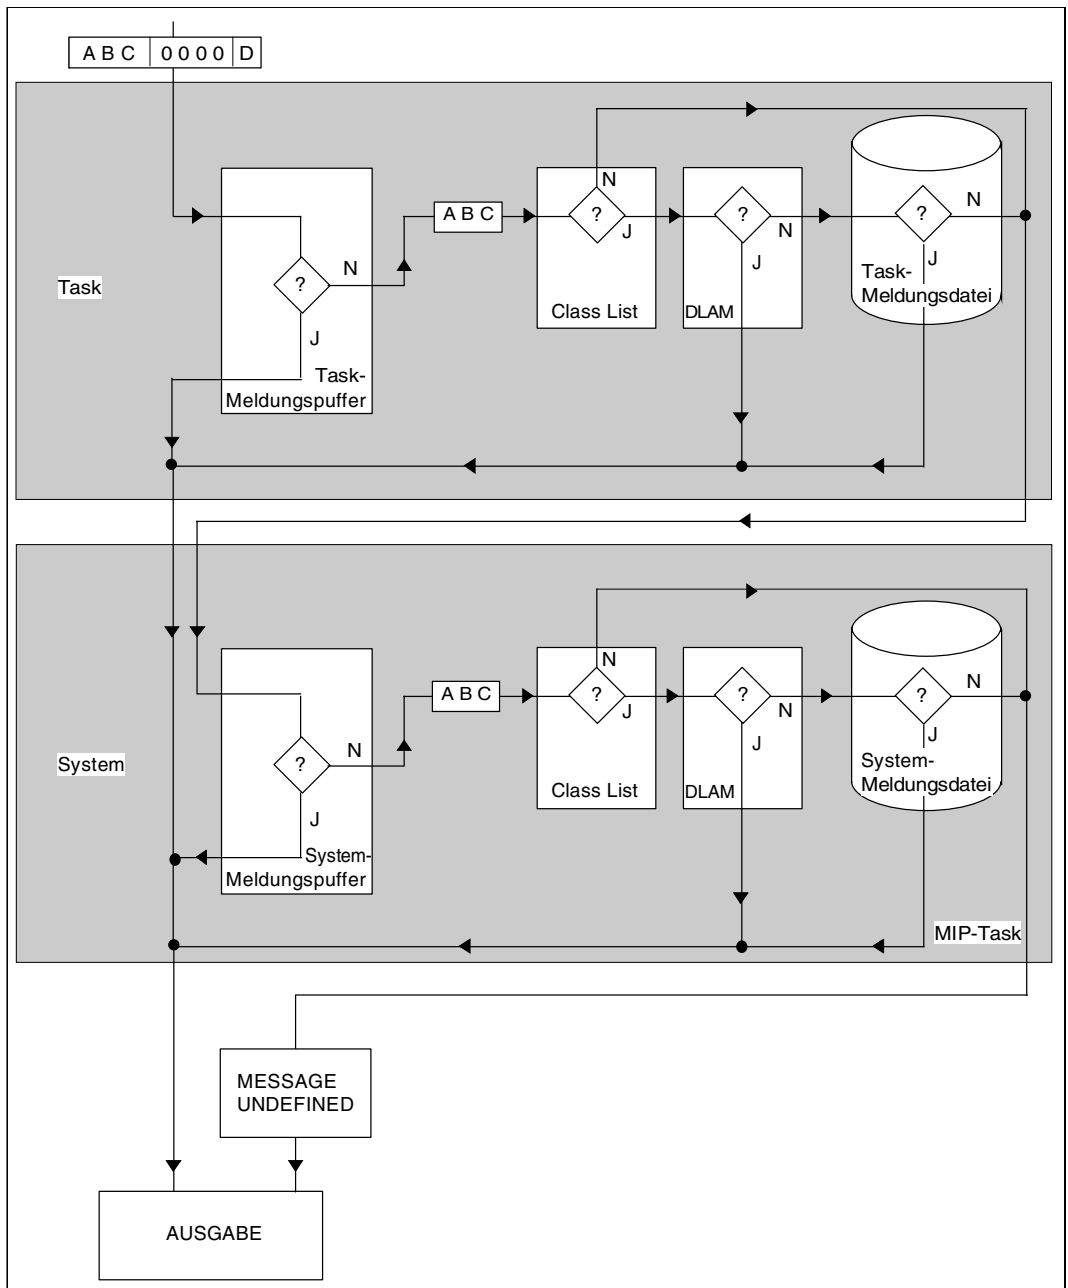 A B C 0 0 0 0 D
N
A B C
?
J
N
?
N
J
?
N
J
Task
?
N
J
Task-
Meldungspuffer
Class List
DLAM
Task-
Meldungsdatei
N
A B C
?
J
?
N
J
?
N
J
System
?
N
J
System-
Meldungspuffer
Class List
DLAM
System-
Meldungsdatei
MIP-Task
MESSAGE
UNDEFINED
AUSGABE